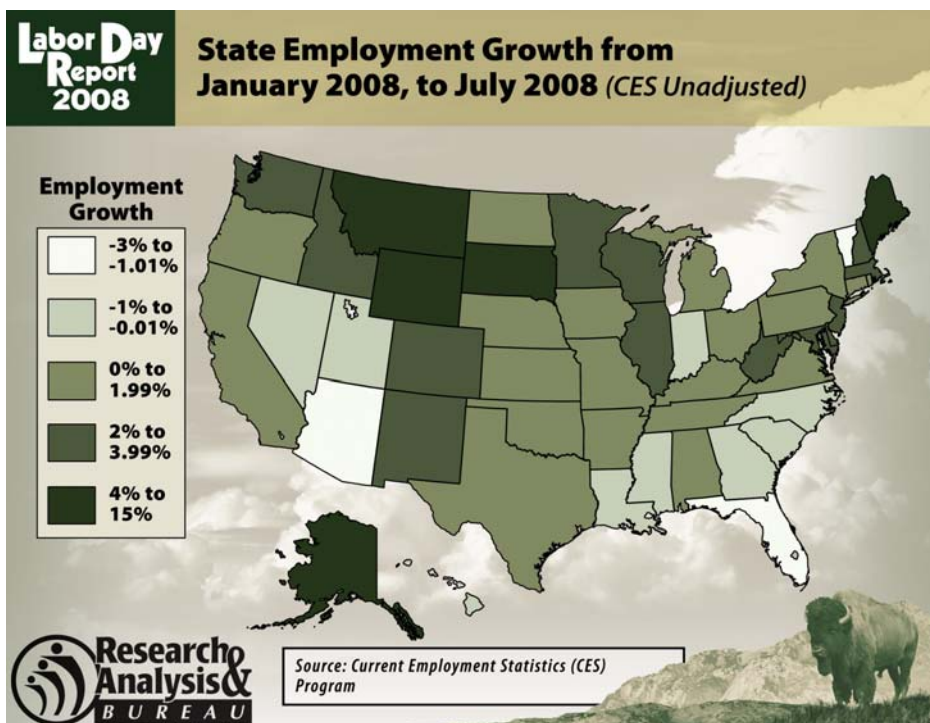 Labor Day
Report
2008
State Employment Growth from
January 2008, to July 2008 (CES Unadjusted)
Employment
Growth
-3% to
-1.01%
-1% to
-0.01%
0% to
1.99%
2% to
3.99%
4% to
15%
Research &
Analysis
BUREAU
Source: Current Employment Statistics (CES)
Program